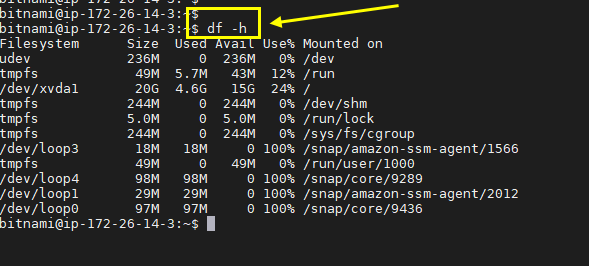 bitnami@ip-172-26-14-3:~$
bitnami@ip-172-26-14-3:~$ df -h
Filesystem      Size  Used Avail Use% Mounted on
udev            236M     0  236M   0% /dev
tmpfs            49M  5.7M   43M  12% /run
/dev/xvda1       20G  4.6G   15G  24% /
tmpfs           244M     0  244M   0% /dev/shm
tmpfs           5.0M     0  5.0M   0% /run/lock
tmpfs           244M     0  244M   0% /sys/fs/cgroup
/dev/loop3       18M   18M     0 100% /snap/amazon-ssm-agent/1566
tmpfs            49M     0   49M   0% /run/user/1000
/dev/loop4       98M   98M     0 100% /snap/core/9289
/dev/loop1       29M   29M     0 100% /snap/amazon-ssm-agent/2012
/dev/loop0       97M   97M     0 100% /snap/core/9436
bitnami@ip-172-26-14-3:~$